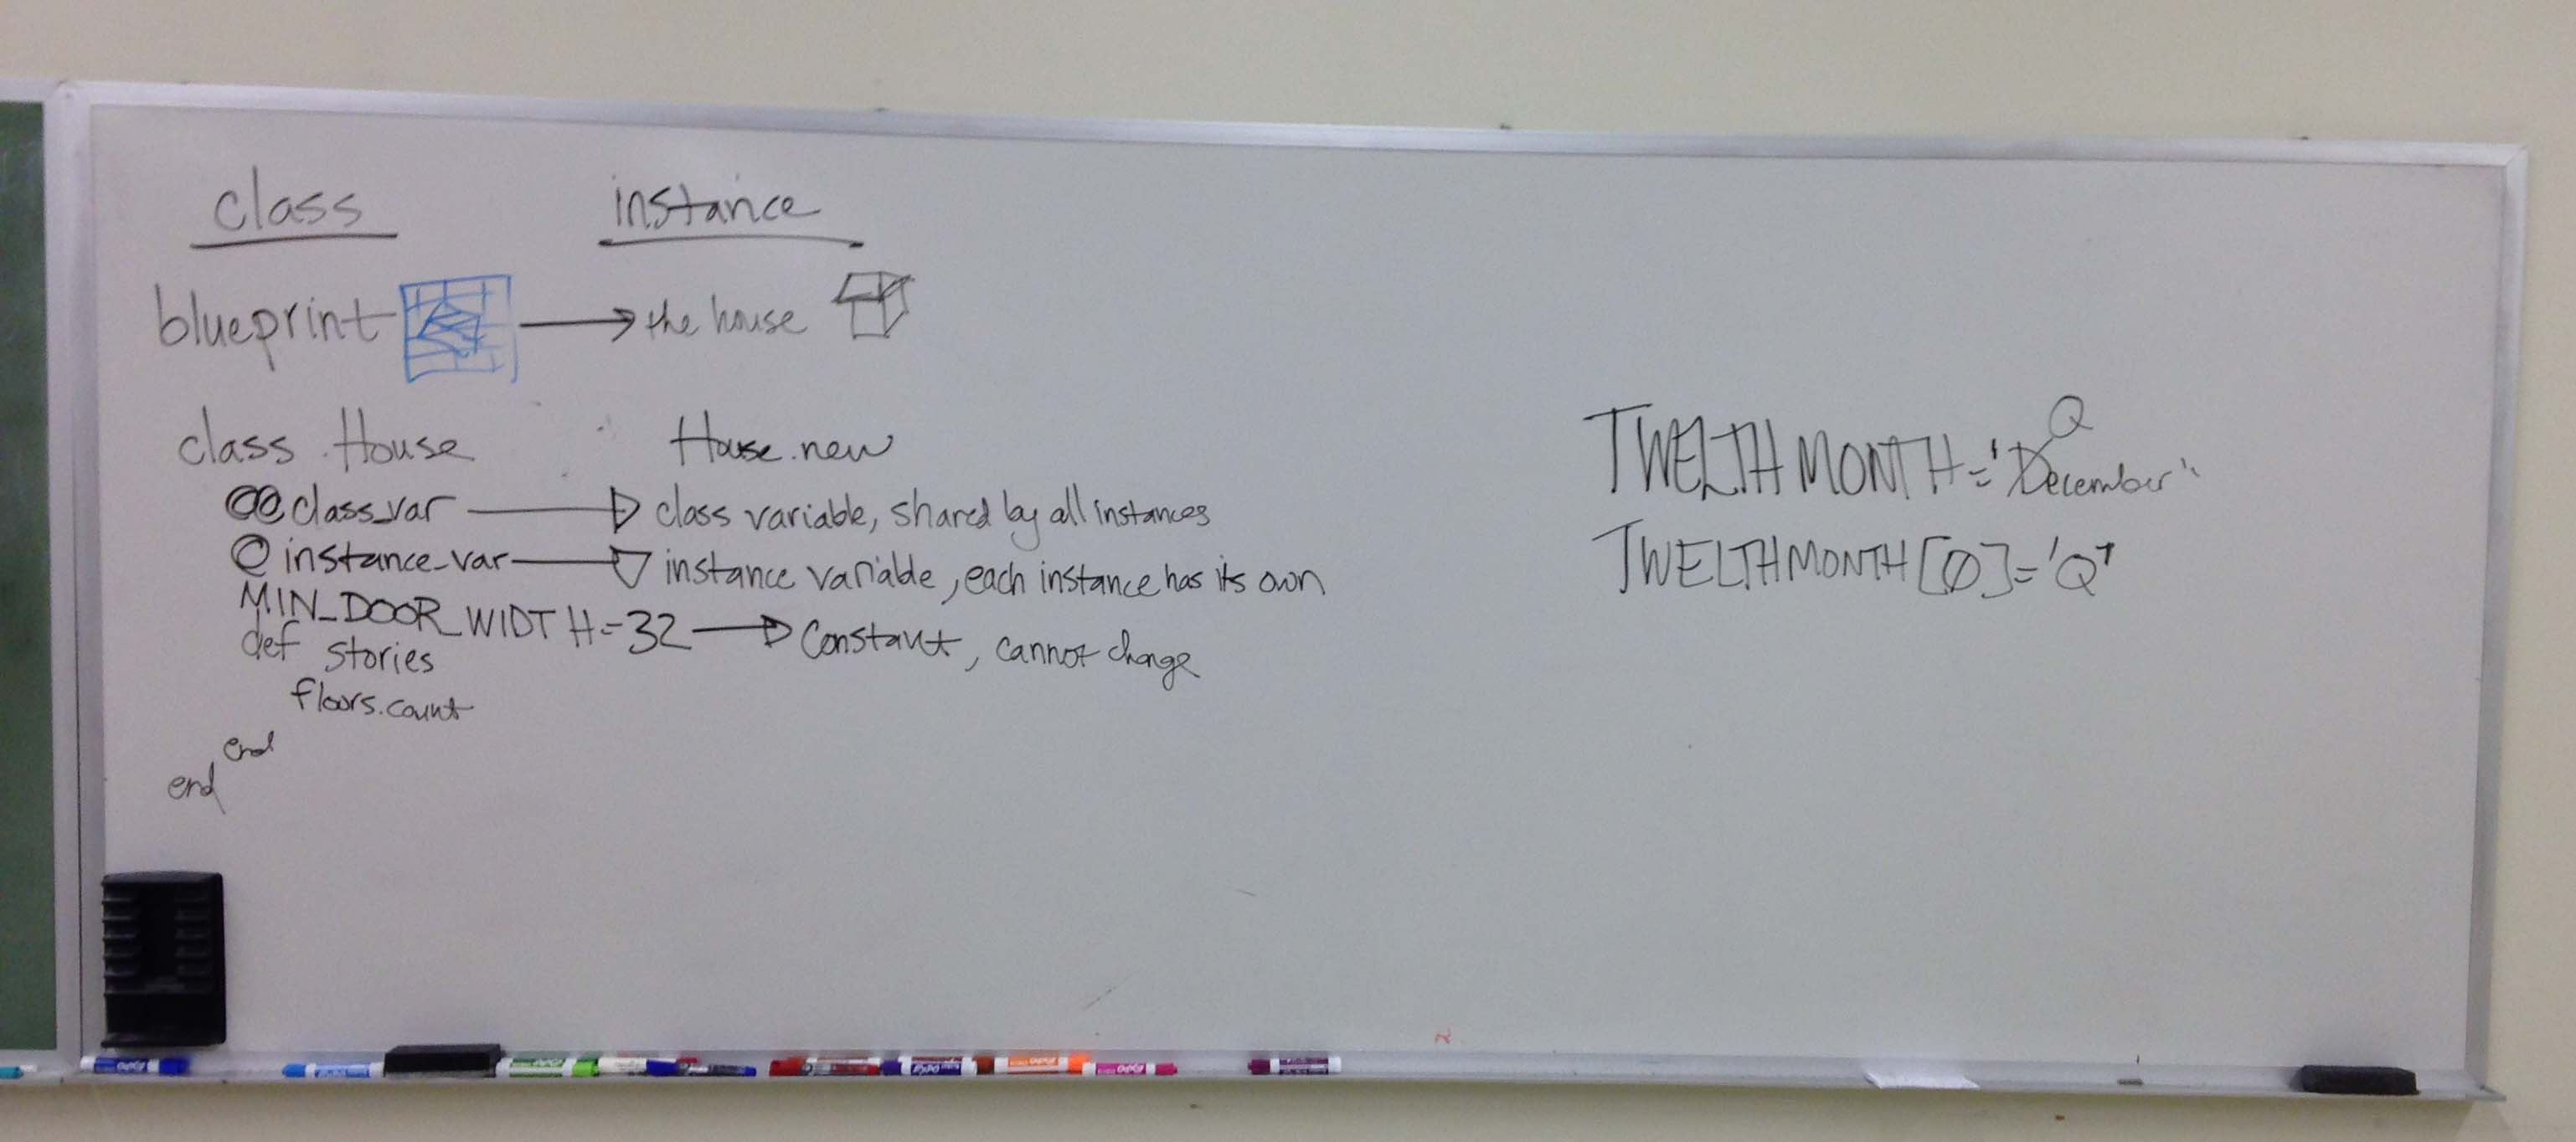 class instance
blueprint the house
class House House.new
@@class_var class variable, shared by all instances
@instance_var instance variable, each instance has its own
MIN_DOOR_WIDTH=32 Constant, cannot change
def stories
floors.count
end
end
Q
TWELTHMONTH='December"
TWELTHMONTH[0]='Q'